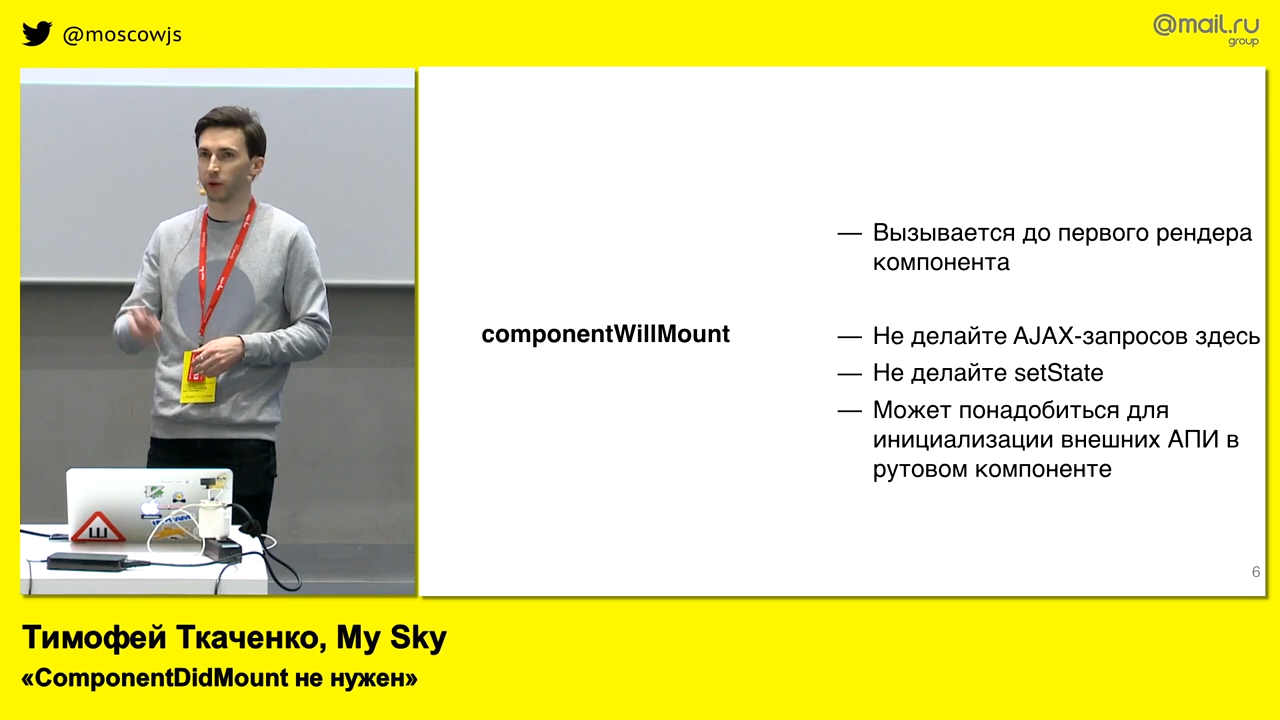 @moscowjs
@mail.ru
group
componentWillMount
— Вызывается до первого рендера
компонента
— Не делайте AJAX-запросов здесь
— Не делайте setState
— Может понадобиться для
инициализации внешних АПИ в
рутовом компоненте
6
Ш
Тимофей Ткаченко, My Sky
«ComponentDidMount не нужен»